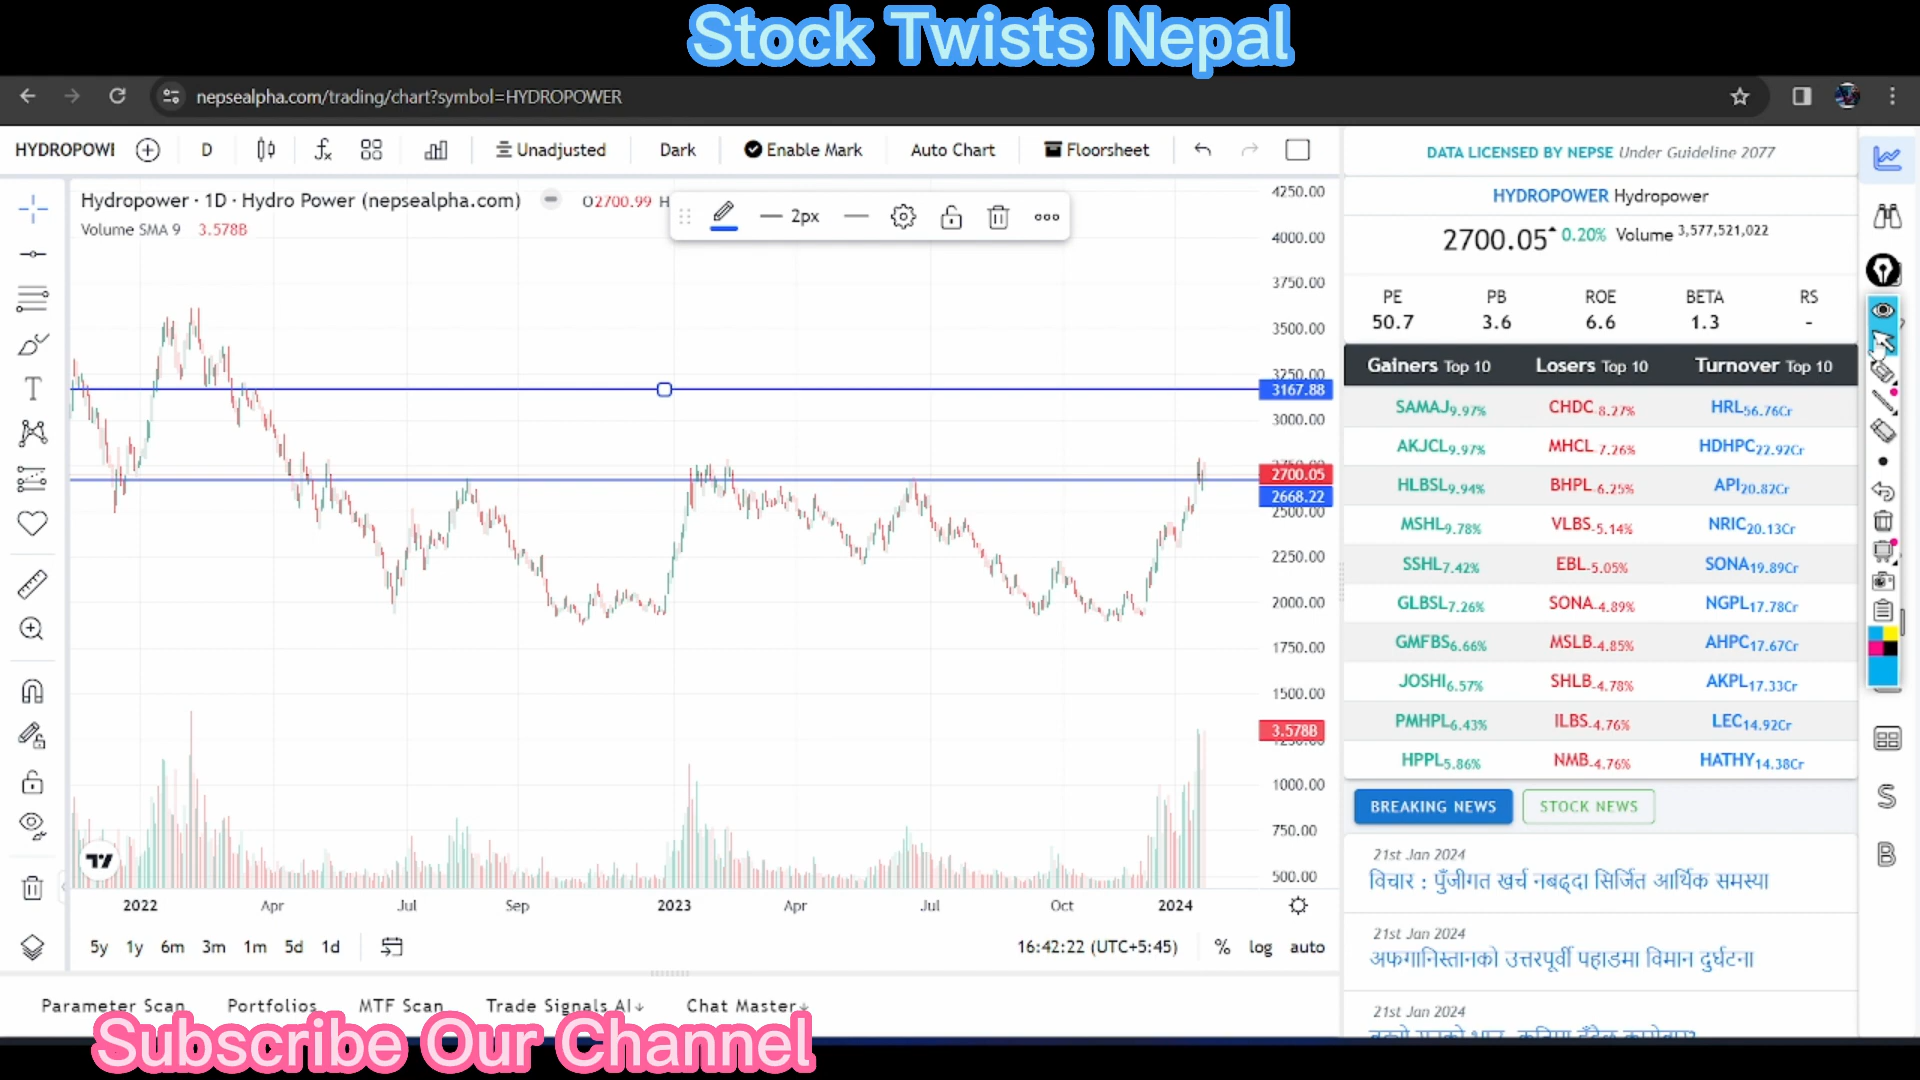 Stock Twists Nepal
nepsealpha.com/trading/chart?symbol=HYDROPOWER
HYDROPOWI D Unadjusted Dark Enable Mark Auto Chart Floorsheet
DATA LICENSED BY NEPSE Under Guideline 2077
Hydropower · 1D · Hydro Power (nepsealpha.com) O2700.99 H
2px
Volume SMA 9 3.578B
HYDROPOWER Hydropower
2700.05 0.20% Volume 3,577,521,022
PE PB ROE BETA RS
50.7 3.6 6.6 1.3 -
Gainers Top 10 Losers Top 10 Turnover Top 10
SAMAJ9.97% CHDC-8.27% HRL56.76Cr
AKJCL9.97% MHCL-7.26% HDHPC22.92Cr
HLBSL9.94% BHPL-6.25% API20.82Cr
MSHL9.78% VLBS-5.14% NRIC20.13Cr
SSHL7.42% EBL-5.05% SONA19.89Cr
GLBSL7.26% SONA-4.89% NGPL17.78Cr
GMFBS6.66% MSLB-4.85% AHPC17.67Cr
JOSHI6.57% SHLB-4.78% AKPL17.33Cr
PMHPL6.43% ILBS-4.76% LEC14.92Cr
HPPL5.86% NMB-4.76% HATHY14.38Cr
4250.00
4000.00
3750.00
3500.00
3250.00
3167.88
3000.00
2700.05
2668.22
2500.00
2250.00
2000.00
1750.00
1500.00
3.578B
1000.00
750.00
500.00
2022 Apr Jul Sep 2023 Apr Jul Oct 2024
5y 1y 6m 3m 1m 5d 1d 16:42:22 (UTC+5:45) % log auto
BREAKING NEWS STOCK NEWS
21st Jan 2024
विचार : पुँजीगत खर्च नबढ्दा सिर्जित आर्थिक समस्या
21st Jan 2024
अफगानिस्तानको उत्तरपूर्वी पहाडमा विमान दुर्घटना
21st Jan 2024
S
B
Parameter Scan Portfolios MTF Scan Trade Signals AI↓ Chat Master↓
Subscribe Our Channel